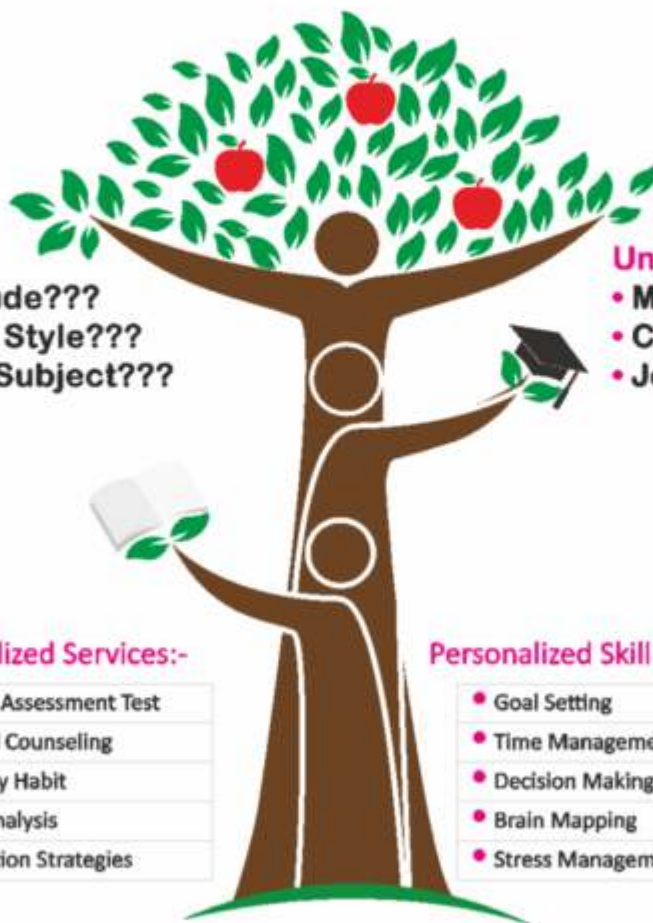 ude???
Style???
Subject???
Un
• M
• C
• J
lized Services:-
Assessment Test
Counseling
y Habit
nalysis
tion Strategies
Personalized Skill
• Goal Setting
• Time Manageme
• Decision Making
• Brain Mapping
• Stress Managem